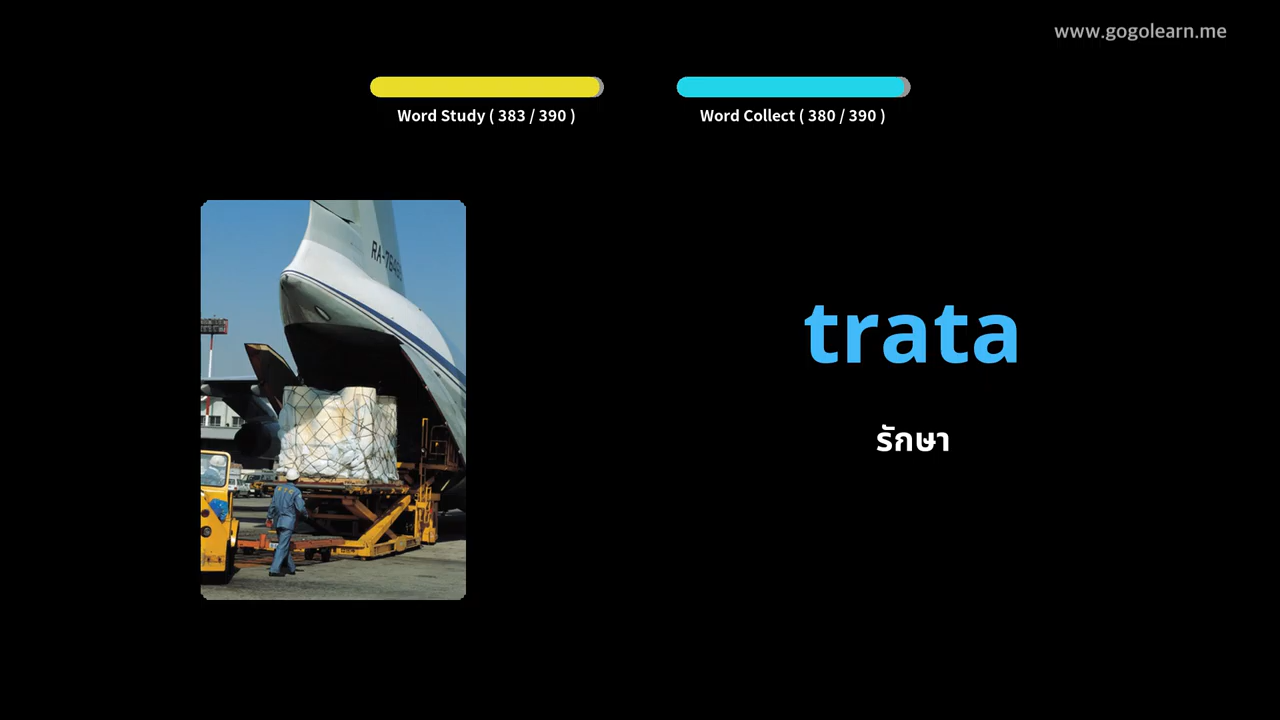 www.gogolearn.me
Word Study ( 383 / 390 )
Word Collect ( 380 / 390 )
trata
รักษา